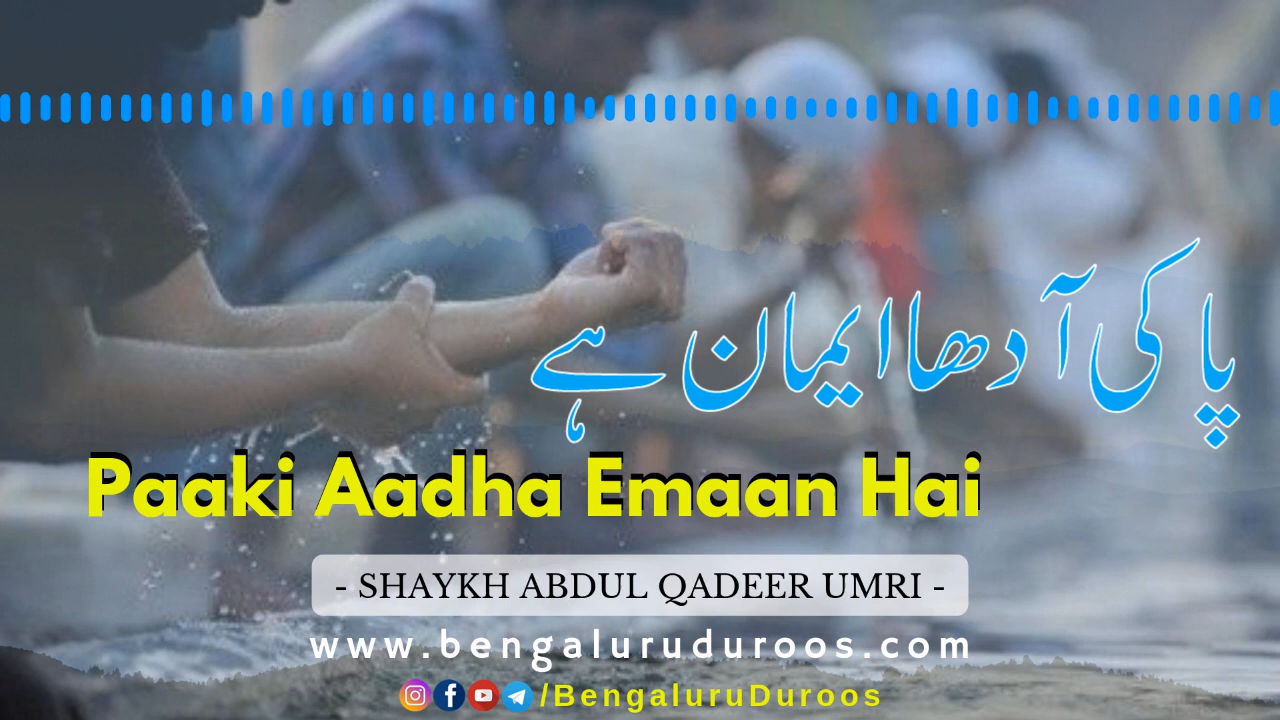 پاکی آدھا ایمان ہے
Paaki Aadha Emaan Hai
- SHAYKH ABDUL QADEER UMRI -
www.bengaluruduroos.com
/BengaluruDuroos